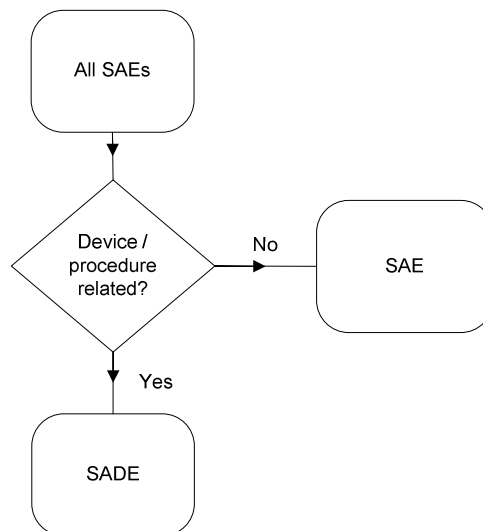 All SAEs
Device /
procedure
related?
No
SAE
Yes
SADE